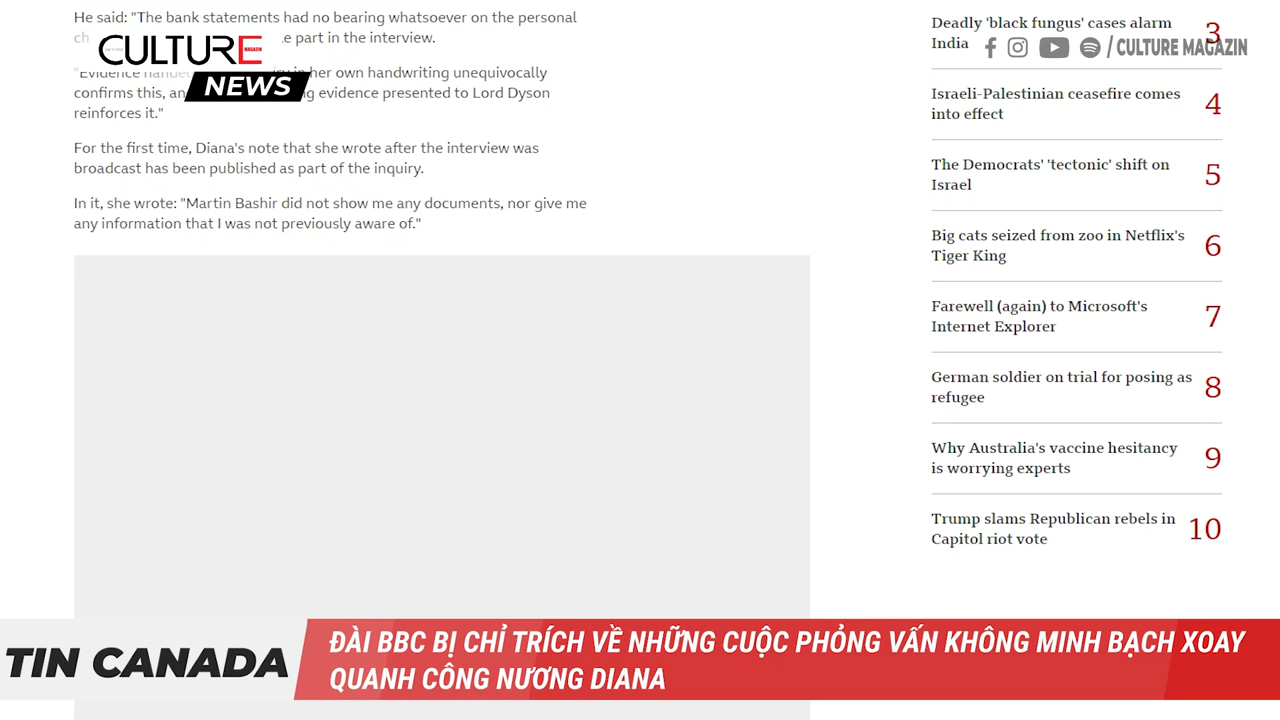 He said: "The bank statements had no bearing whatsoever on the personal
part in the interview.
"Evidence handed in her own handwriting unequivocally
confirms this, and evidence presented to Lord Dyson
reinforces it."
For the first time, Diana's note that she wrote after the interview was
broadcast has been published as part of the inquiry.
In it, she wrote: "Martin Bashir did not show me any documents, nor give me
any information that I was not previously aware of."
CULTURE
MAGAZIN
NEWS
Deadly 'black fungus' cases alarm
India
3
/ CULTURE MAGAZIN
Israeli-Palestinian ceasefire comes
into effect
4
The Democrats' 'tectonic' shift on
Israel
5
Big cats seized from zoo in Netflix's
Tiger King
6
Farewell (again) to Microsoft's
Internet Explorer
7
German soldier on trial for posing as
refugee
8
Why Australia's vaccine hesitancy
is worrying experts
9
Trump slams Republican rebels in
Capitol riot vote
10
TIN CANADA
ĐÀI BBC BỊ CHỈ TRÍCH VỀ NHỮNG CUỘC PHỎNG VẤN KHÔNG MINH BẠCH XOAY
QUANH CÔNG NƯƠNG DIANA